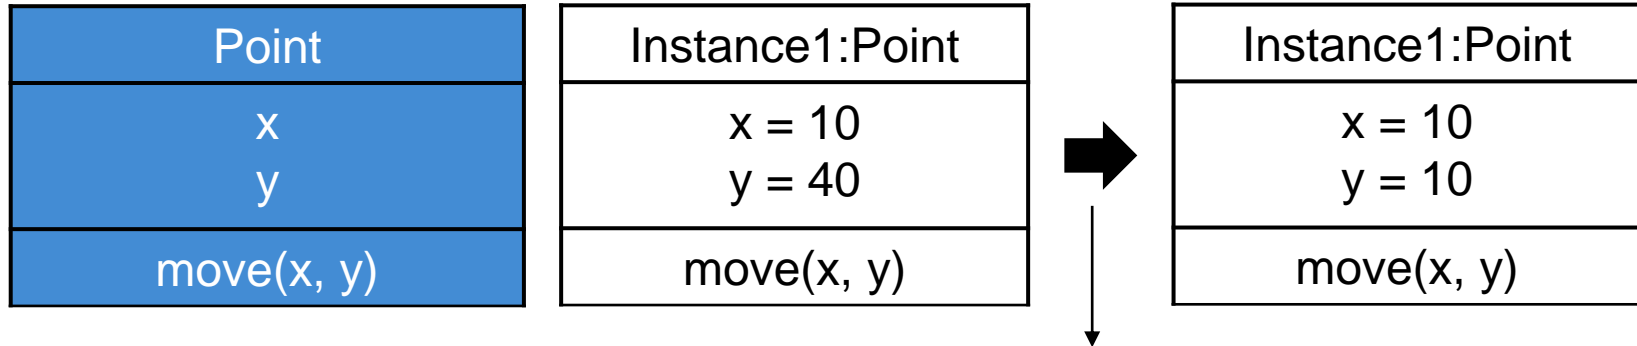 Point
x
y
move(x, y)
Instance1:Point
x = 10
y = 40
move(x, y)
Instance1:Point
x = 10
y = 10
move(x, y)